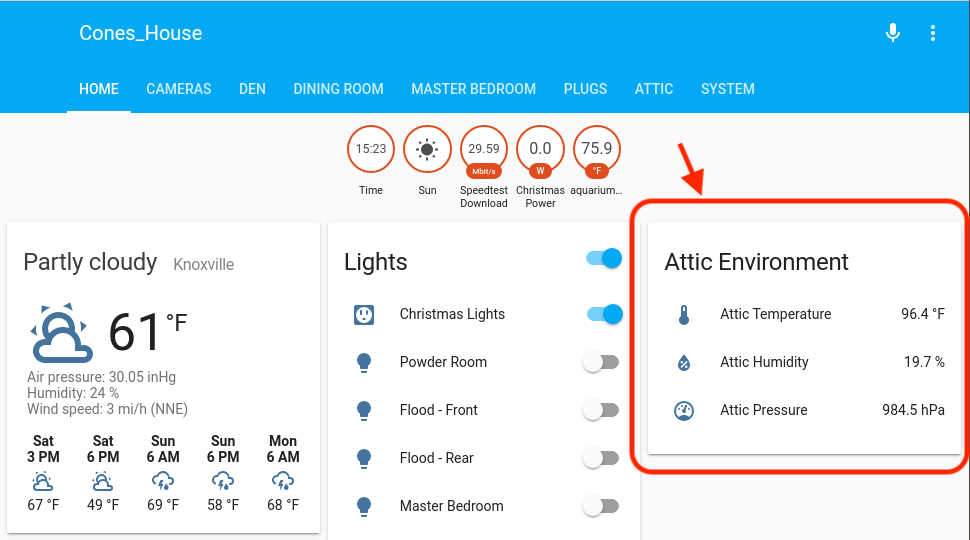 Cones_House
HOME CAMERAS DEN DINING ROOM MASTER BEDROOM PLUGS ATTIC SYSTEM
15:23 29.59 0.0 75.9
Mbit/s W °F
Time Sun Speedtest Download Christmas Power aquarium...
Partly cloudy Knoxville
61 °F
Air pressure: 30.05 inHg
Humidity: 24 %
Wind speed: 3 mi/h (NNE)
Sat Sat Sun Sun Mon
3 PM 6 PM 6 AM 6 PM 6 AM
67 °F 49 °F 69 °F 58 °F 68 °F
Lights
Christmas Lights
Powder Room
Flood - Front
Flood - Rear
Master Bedroom
Attic Environment
Attic Temperature 96.4 °F
Attic Humidity 19.7 %
Attic Pressure 984.5 hPa